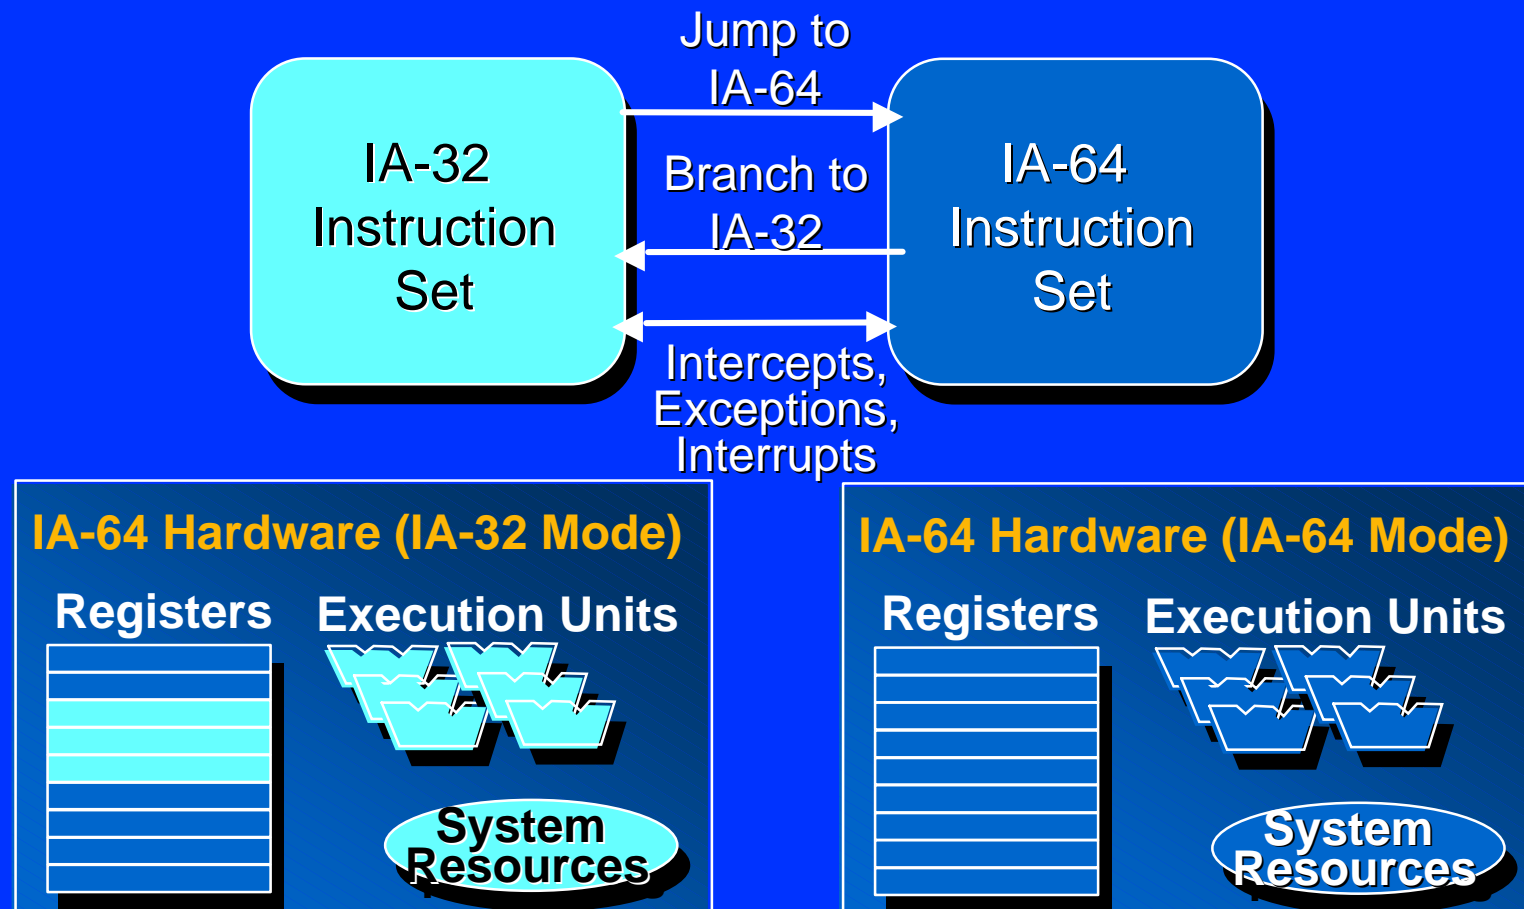 Jump to
IA-64
IA-32
Instruction
Set
Branch to
IA-32
IA-64
Instruction
Set
Intercepts,
Exceptions,
Interrupts
IA-64 Hardware (IA-32 Mode)
Registers
Execution Units
System
Resources
IA-64 Hardware (IA-64 Mode)
Registers
Execution Units
System
Resources